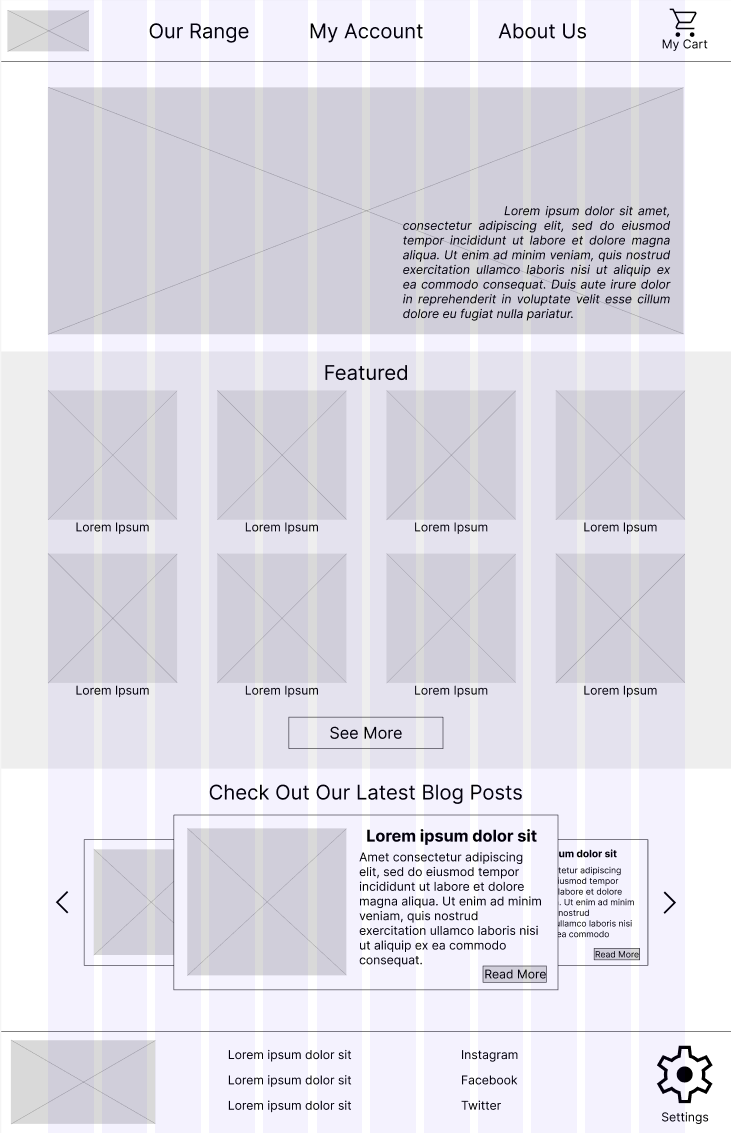 Our Range
My Account
About Us
My Cart
Lorem ipsum dolor sit amet,
consectetur adipiscing elit, sed do eiusmod
tempor incididunt ut labore et dolore magna
aliqua. Ut enim ad minim veniam, quis nostrud
exercitation ullamco laboris nisi ut aliquip ex
ea commodo consequat. Duis aute irure dolor
in reprehenderit in voluptate velit esse cillum
dolore eu fugiat nulla pariatur.
Featured
Lorem Ipsum
Lorem Ipsum
Lorem Ipsum
Lorem Ipsum
Lorem Ipsum
Lorem Ipsum
Lorem Ipsum
Lorem Ipsum
See More
Check Out Our Latest Blog Posts
Lorem ipsum dolor sit
Amet consectetur adipiscing
elit, sed do eiusmod tempor
incididunt ut labore et dolore
magna aliqua. Ut enim ad minim
veniam, quis nostrud
exercitation ullamco laboris nisi
ut aliquip ex ea commodo
consequat.
Read More
um dolor sit
tetur adipiscing
iusmod tempor
labore et dolore
. Ut enim ad minim
nostrud
ullamco laboris nisi
ea commodo
Read More
Lorem ipsum dolor sit
Lorem ipsum dolor sit
Lorem ipsum dolor sit
Instagram
Facebook
Twitter
Settings